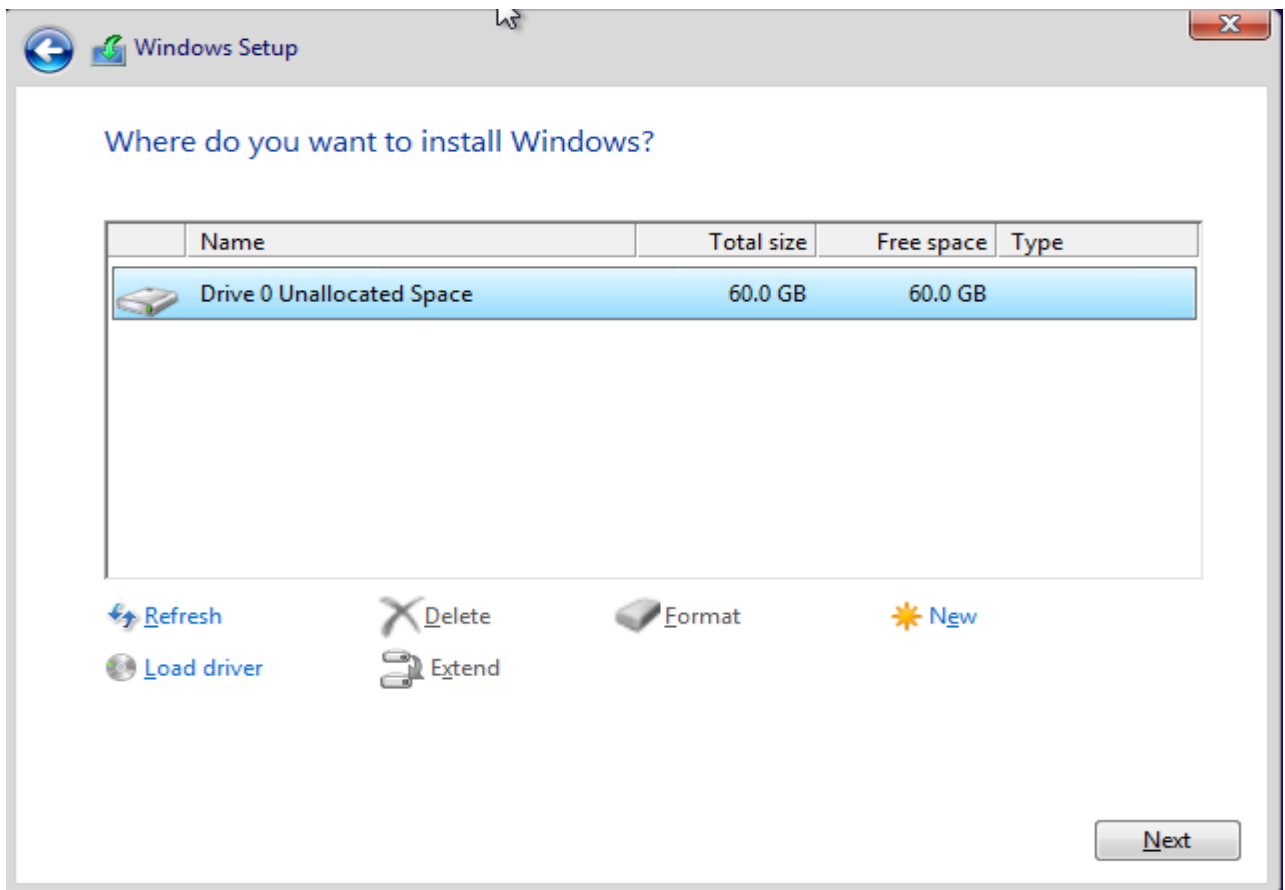 Windows Setup
Where do you want to install Windows?
Name Total size Free space Type
Drive 0 Unallocated Space 60.0 GB 60.0 GB
Refresh Delete Format New
Load driver Extend
Next